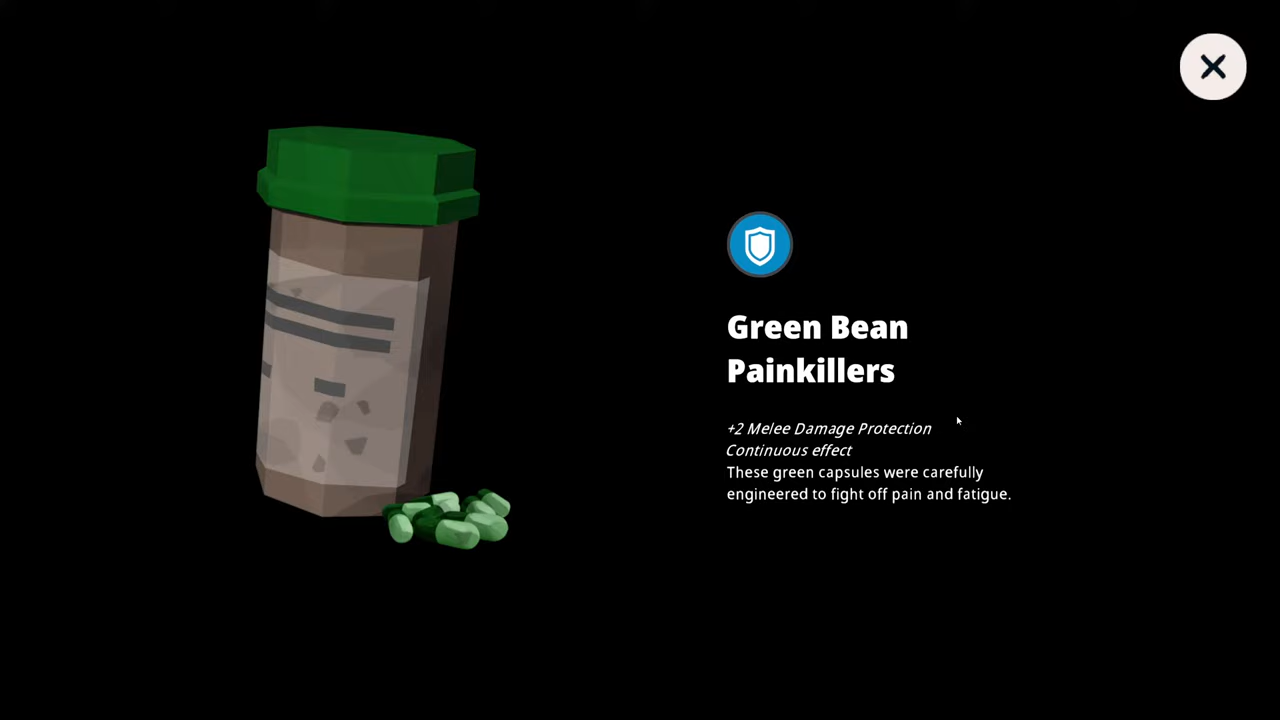 Green Bean
Painkillers
+2 Melee Damage Protection
Continuous effect
These green capsules were carefully
engineered to fight off pain and fatigue.